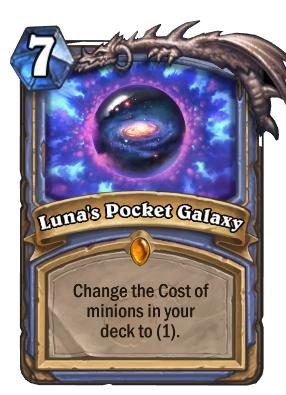 7
Luna's Pocket Galaxy
Change the Cost of
minions in your
deck to (1).